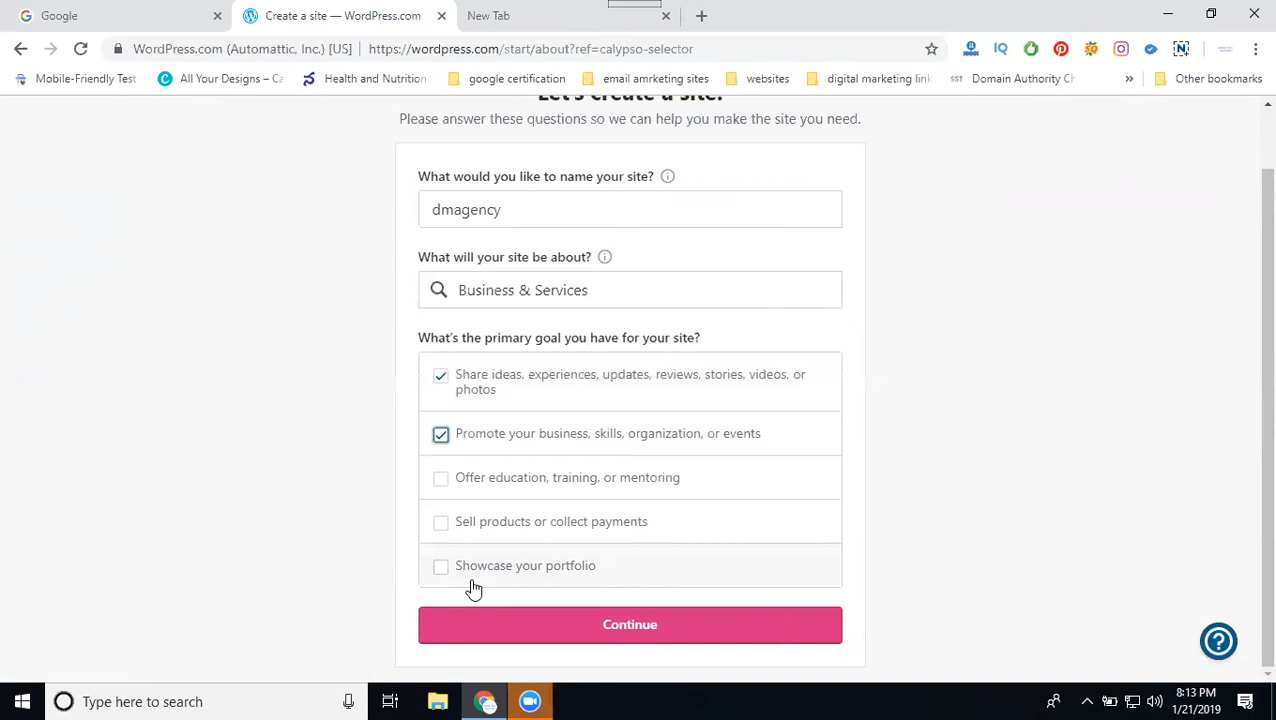 Google
Create a site — WordPress.com
New Tab
WordPress.com (Automattic, Inc.) [US]
https://wordpress.com/start/about?ref=calypso-selector
Mobile-Friendly Test
All Your Designs – Ca
Health and Nutrition
google certification
email amrketing sites
websites
digital marketing link
SST Domain Authority Ch
Other bookmarks
Let's create a site.
Please answer these questions so we can help you make the site you need.
What would you like to name your site?
dmagency
What will your site be about?
Business & Services
What's the primary goal you have for your site?
Share ideas, experiences, updates, reviews, stories, videos, or
photos
Promote your business, skills, organization, or events
Offer education, training, or mentoring
Sell products or collect payments
Showcase your portfolio
Continue
Type here to search
8:13 PM
1/21/2019